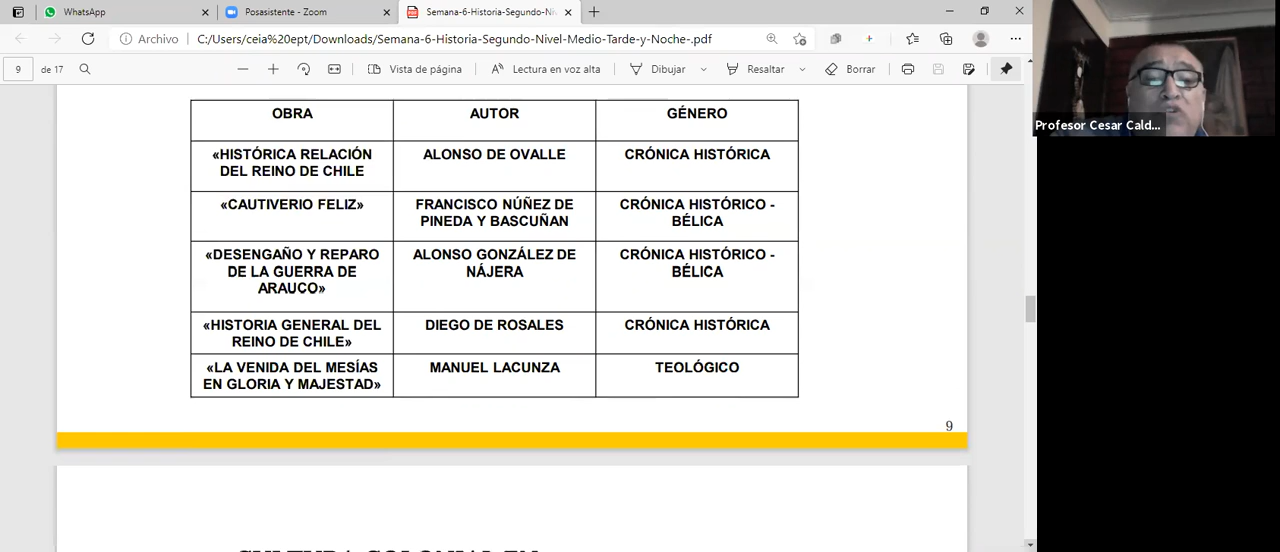 WhatsApp
Posasistente - Zoom
Semana-6-Historia-Segundo-Ni
Archivo
C:/Users/ceia%20ept/Downloads/Semana-6-Historia-Segundo-Nivel-Medio-Tarde-y-Noche-.pdf
9 de 17
Vista de página
Lectura en voz alta
Dibujar
Resaltar
Borrar
Profesor Cesar Cald...
OBRA AUTOR GÉNERO
«HISTÓRICA RELACIÓN ALONSO DE OVALLE CRÓNICA HISTÓRICA
DEL REINO DE CHILE
«CAUTIVERIO FELIZ» FRANCISCO NÚÑEZ DE CRÓNICA HISTÓRICO -
PINEDA Y BASCUÑAN BÉLICA
«DESENGAÑO Y REPARO ALONSO GONZÁLEZ DE CRÓNICA HISTÓRICO -
DE LA GUERRA DE NÁJERA BÉLICA
ARAUCO»
«HISTORIA GENERAL DEL DIEGO DE ROSALES CRÓNICA HISTÓRICA
REINO DE CHILE»
«LA VENIDA DEL MESÍAS MANUEL LACUNZA TEOLÓGICO
EN GLORIA Y MAJESTAD»
9